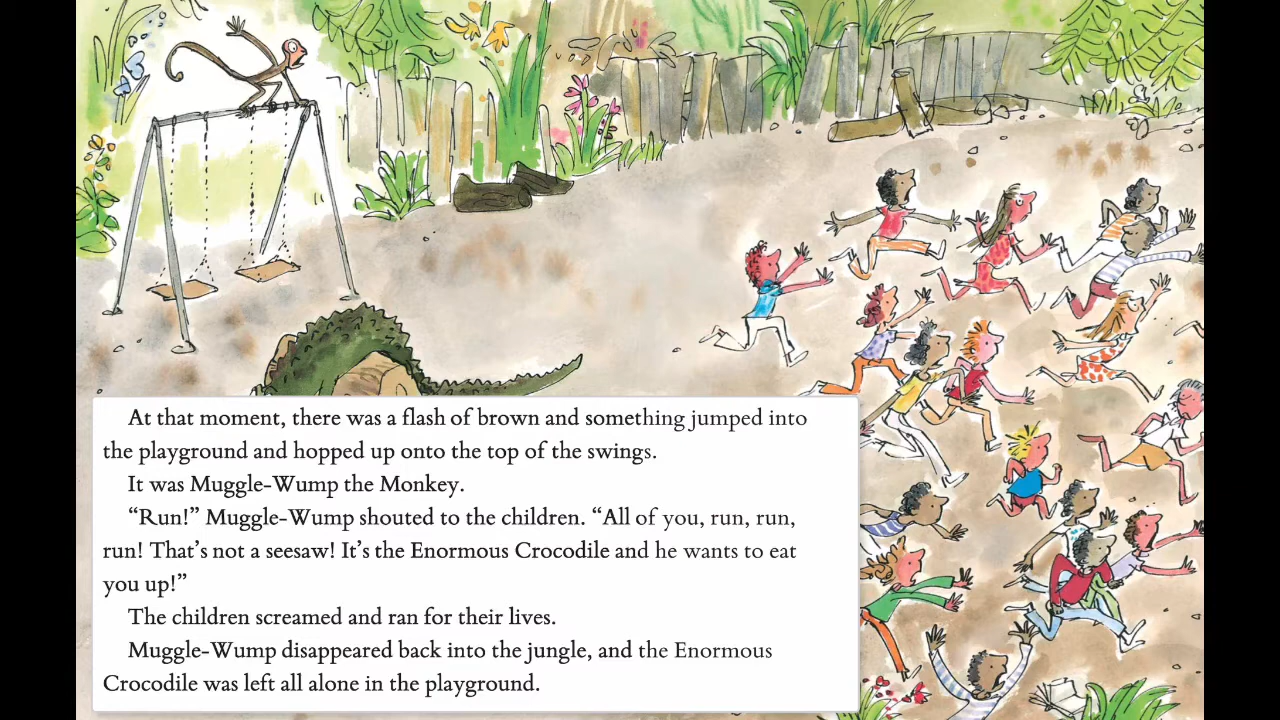 At that moment, there was a flash of brown and something jumped into
the playground and hopped up onto the top of the swings.
It was Muggle-Wump the Monkey.
“Run!” Muggle-Wump shouted to the children. “All of you, run, run,
run! That’s not a seesaw! It’s the Enormous Crocodile and he wants to eat
you up!”
The children screamed and ran for their lives.
Muggle-Wump disappeared back into the jungle, and the Enormous
Crocodile was left all alone in the playground.